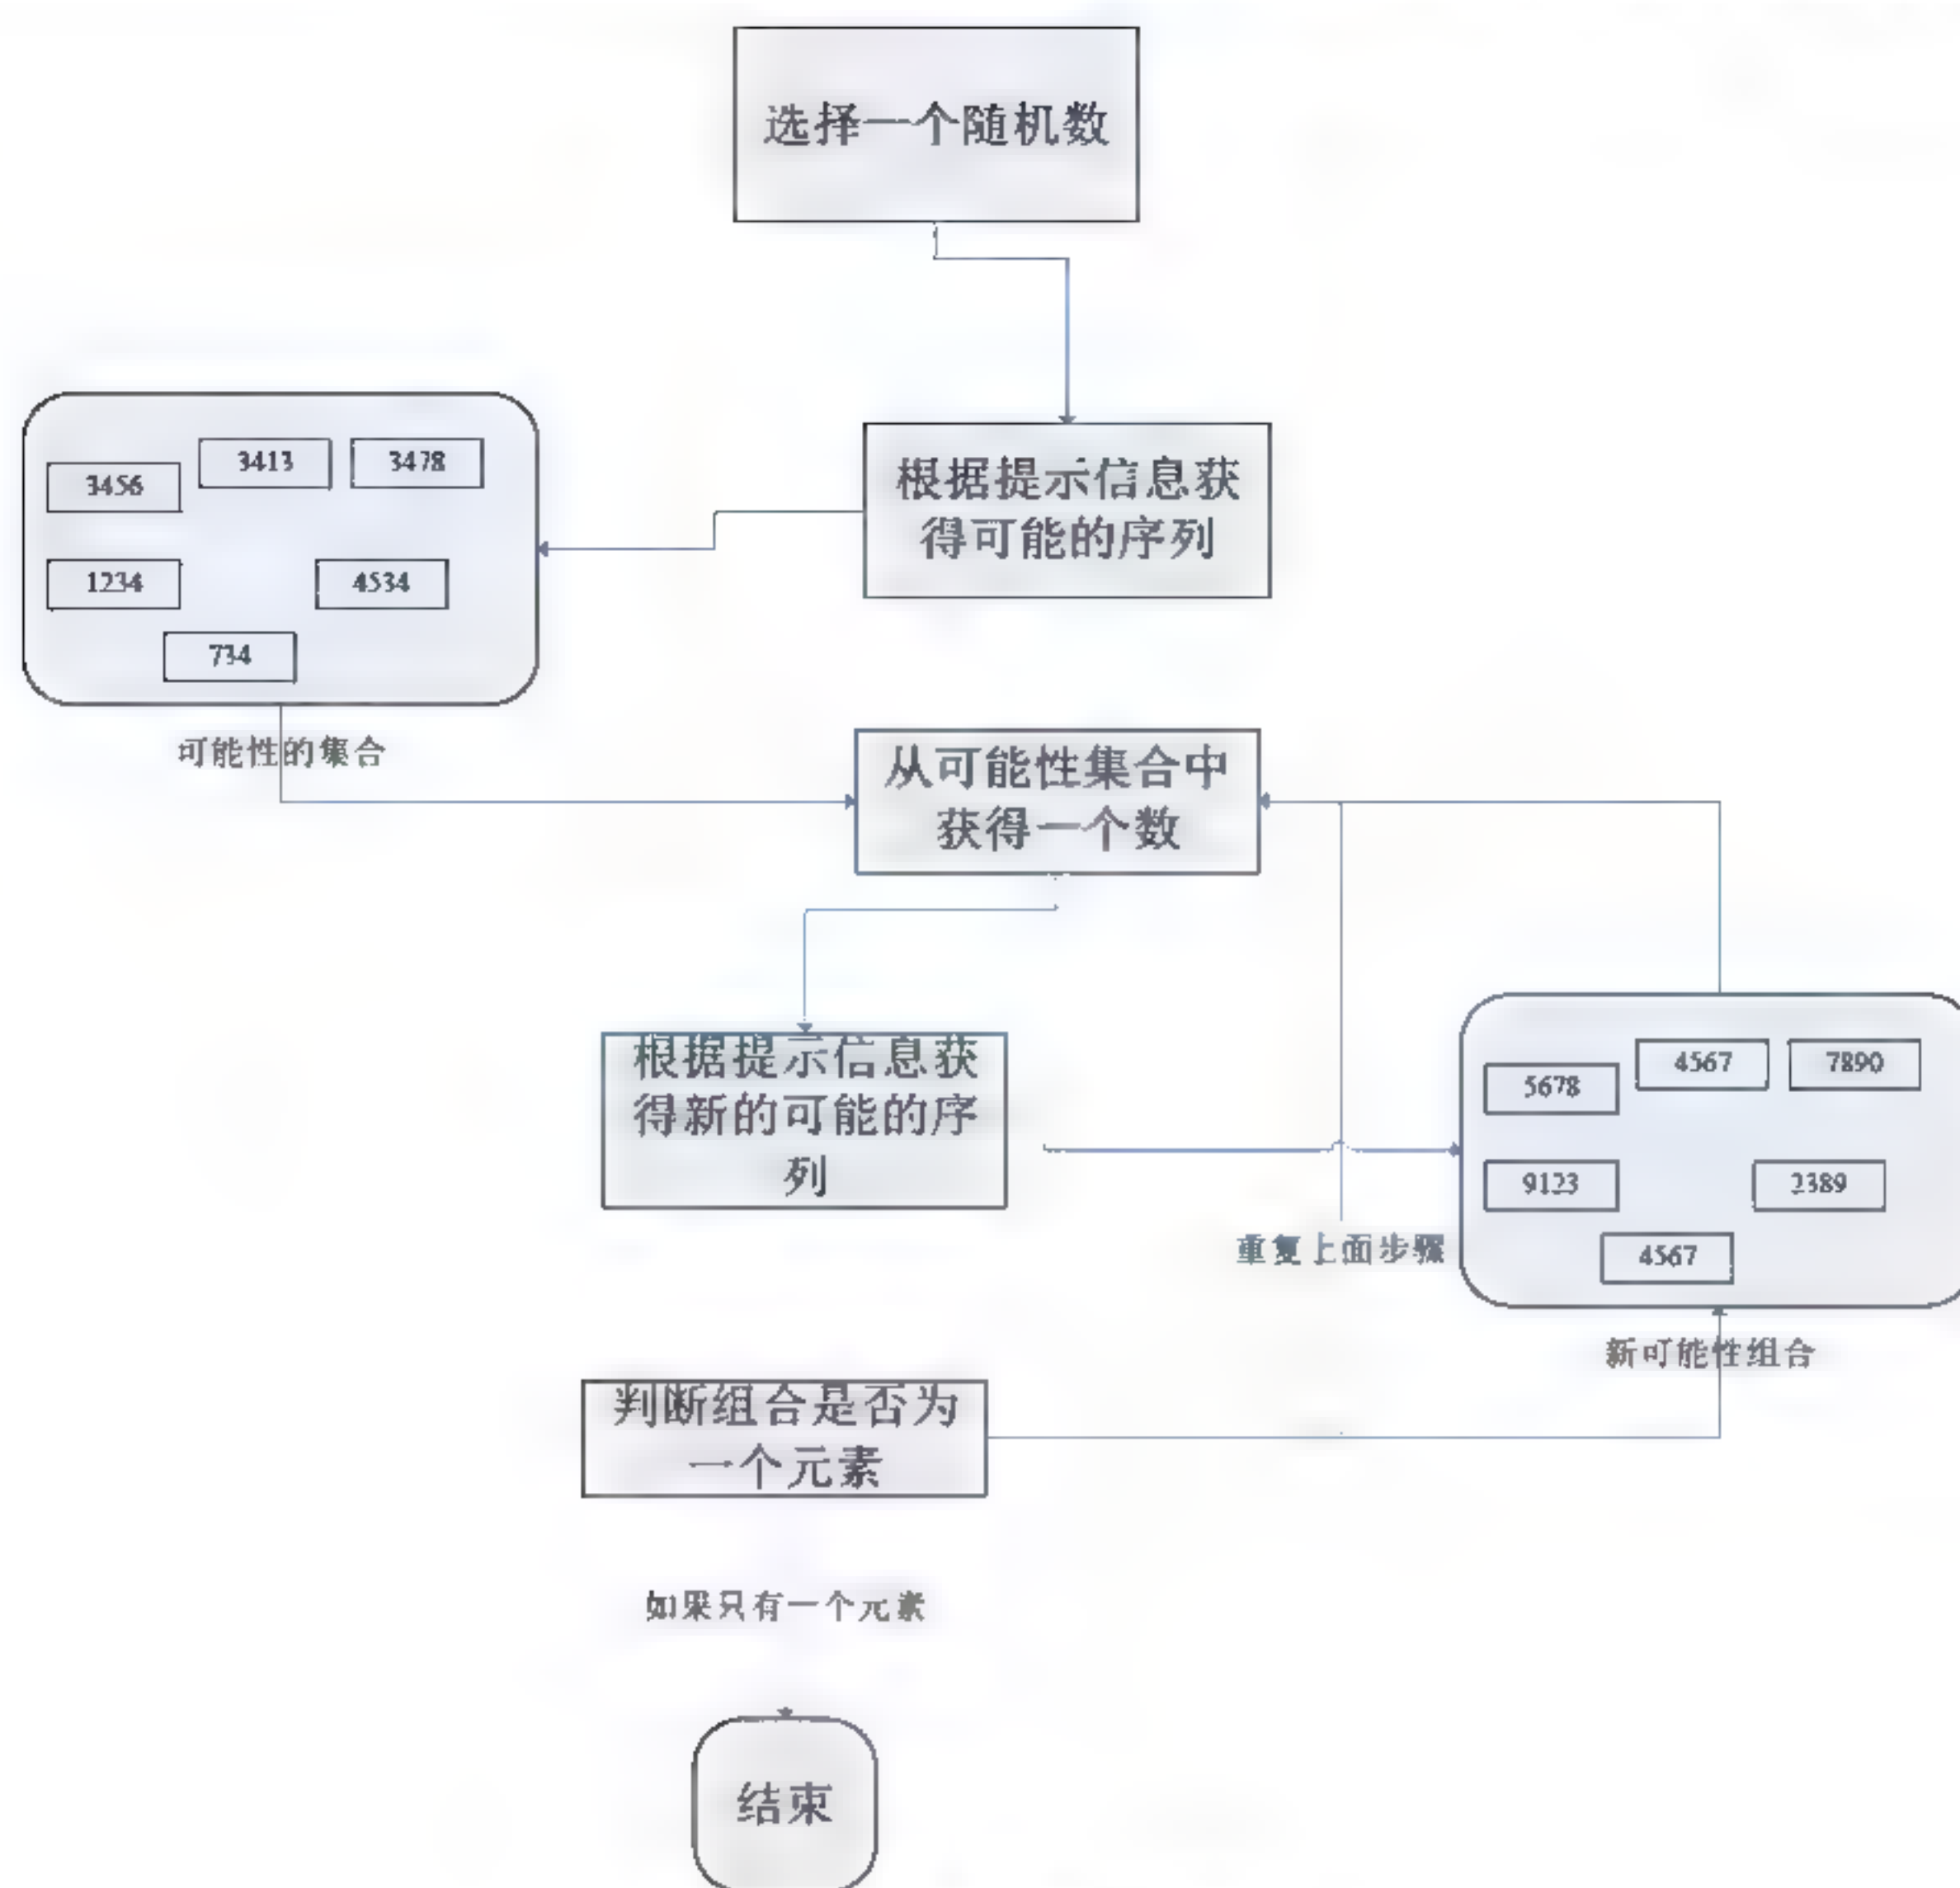 选择一个随机数
根据提示信息获
得可能的序列
3413
3478
3456
1234
4534
734
可能性的集合
从可能性集合中
获得一个数
根据提示信息获
得新的可能的序
列
4567
7890
5678
9123
2389
4567
重复上面步骤
新可能性组合
判断组合是否为
一个元素
如果只有一个元素
结束